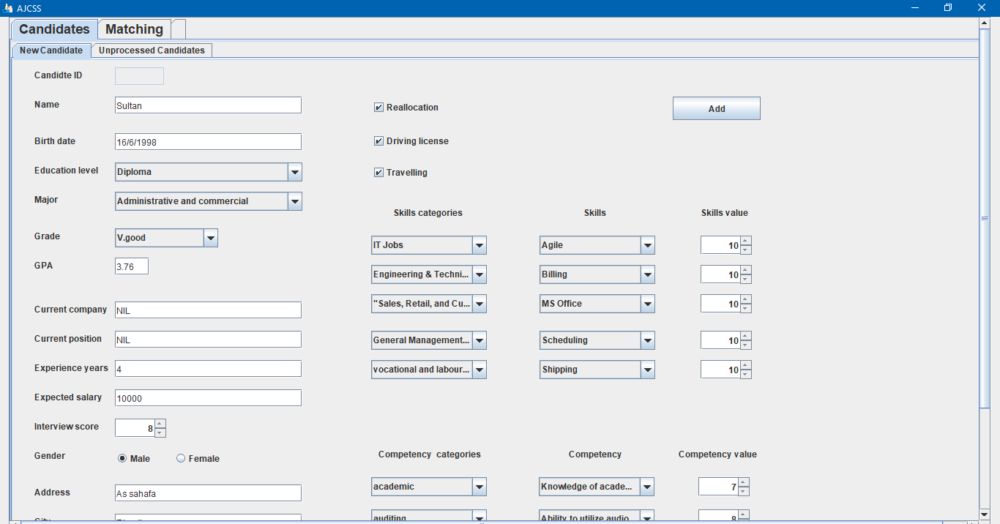 AJCSS
Candidates Matching
New Candidate Unprocessed Candidates
Candidte ID
Name Sultan
Birth date 16/6/1998
Education level Diploma
Major Administrative and commercial
Grade V.good
GPA 3.76
Current company NIL
Current position NIL
Experience years 4
Expected salary 10000
Interview score 8
Gender Male Female
Address As sahafa
City
Reallocation
Driving license
Travelling
Add
Skills categories Skills Skills value
IT Jobs Agile 10
Engineering & Techni... Billing 10
"Sales, Retail, and Cu... MS Office 10
General Management... Scheduling 10
vocational and labour... Shipping 10
Competency categories Competency Competency value
academic Knowledge of acade... 7
auditing Ability to utilize audio 8